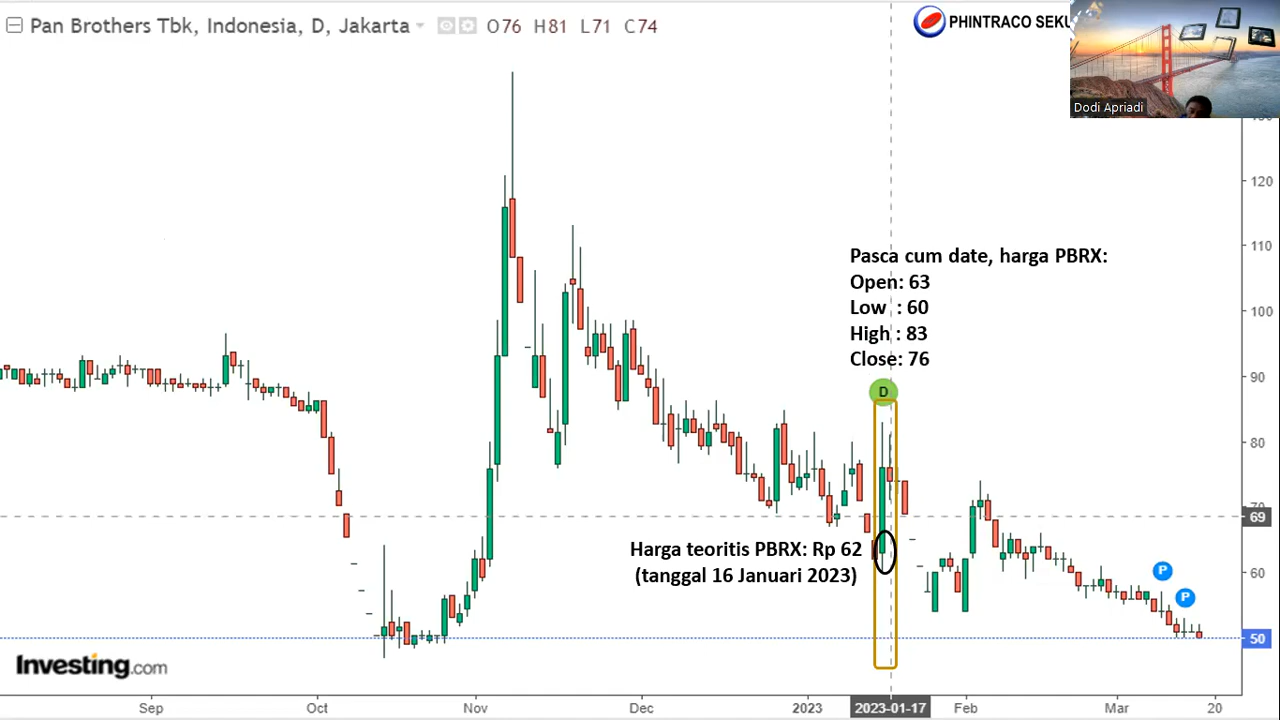 Pan Brothers Tbk, Indonesia, D, Jakarta O76 H81 L71 C74
PHINTRACO SEKU
Dodi Apriadi
120
110
100
90
80
69
60
50
Pasca cum date, harga PBRX:
Open: 63
Low : 60
High : 83
Close: 76
D
Harga teoritis PBRX: Rp 62
(tanggal 16 Januari 2023)
P
P
Investing.com
Sep Oct Nov Dec 2023 2023-01-17 Feb Mar 20